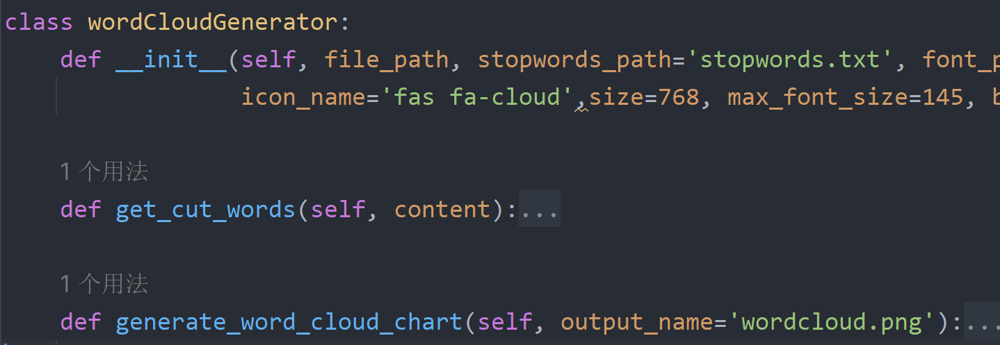 class wordCloudGenerator:
def __init__(self, file_path, stopwords_path='stopwords.txt', font_p
icon_name='fas fa-cloud',size=768, max_font_size=145, b
1 个用法
def get_cut_words(self, content):...
1 个用法
def generate_word_cloud_chart(self, output_name='wordcloud.png'):...